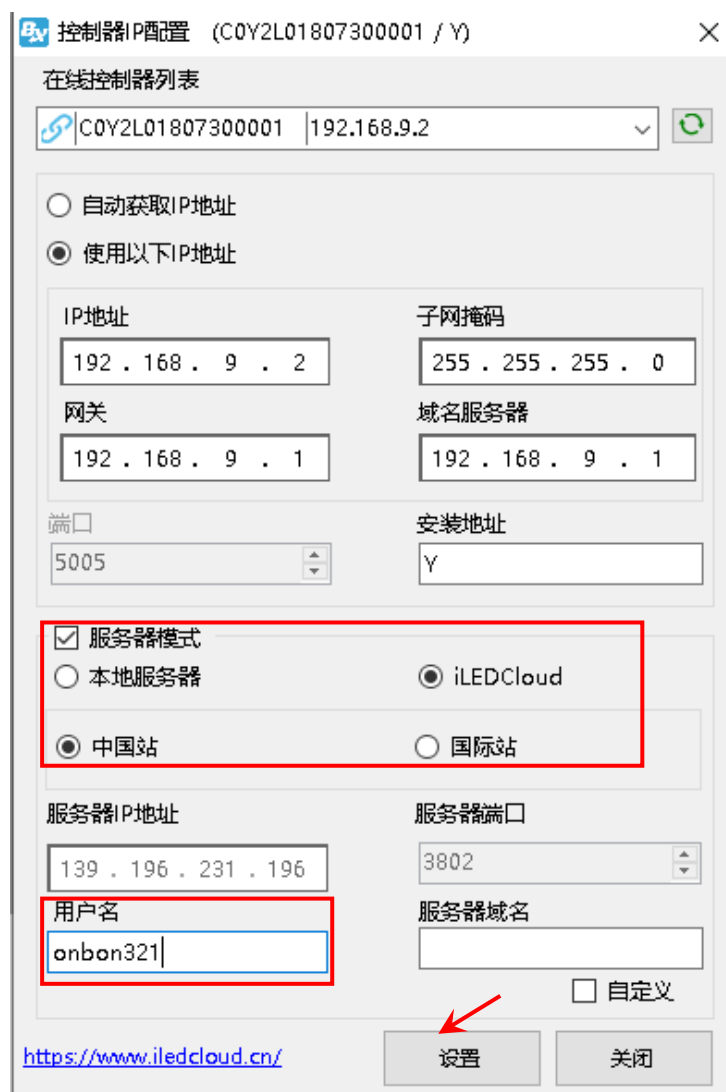 BX 控制器IP配置 (C0Y2L01807300001 / Y)
在线控制器列表
C0Y2L01807300001 192.168.9.2
自动获取IP地址
使用以下IP地址
IP地址 子网掩码
192 . 168 . 9 . 2 255 . 255 . 255 . 0
网关 域名服务器
192 . 168 . 9 . 1 192 . 168 . 9 . 1
端口 安装地址
5005 Y
服务器模式
本地服务器 iLEDCloud
中国站 国际站
服务器IP地址 服务器端口
139 . 196 . 231 . 196 3802
用户名 服务器域名
onbon321
自定义
https://www.iledcloud.cn/ 设置 关闭